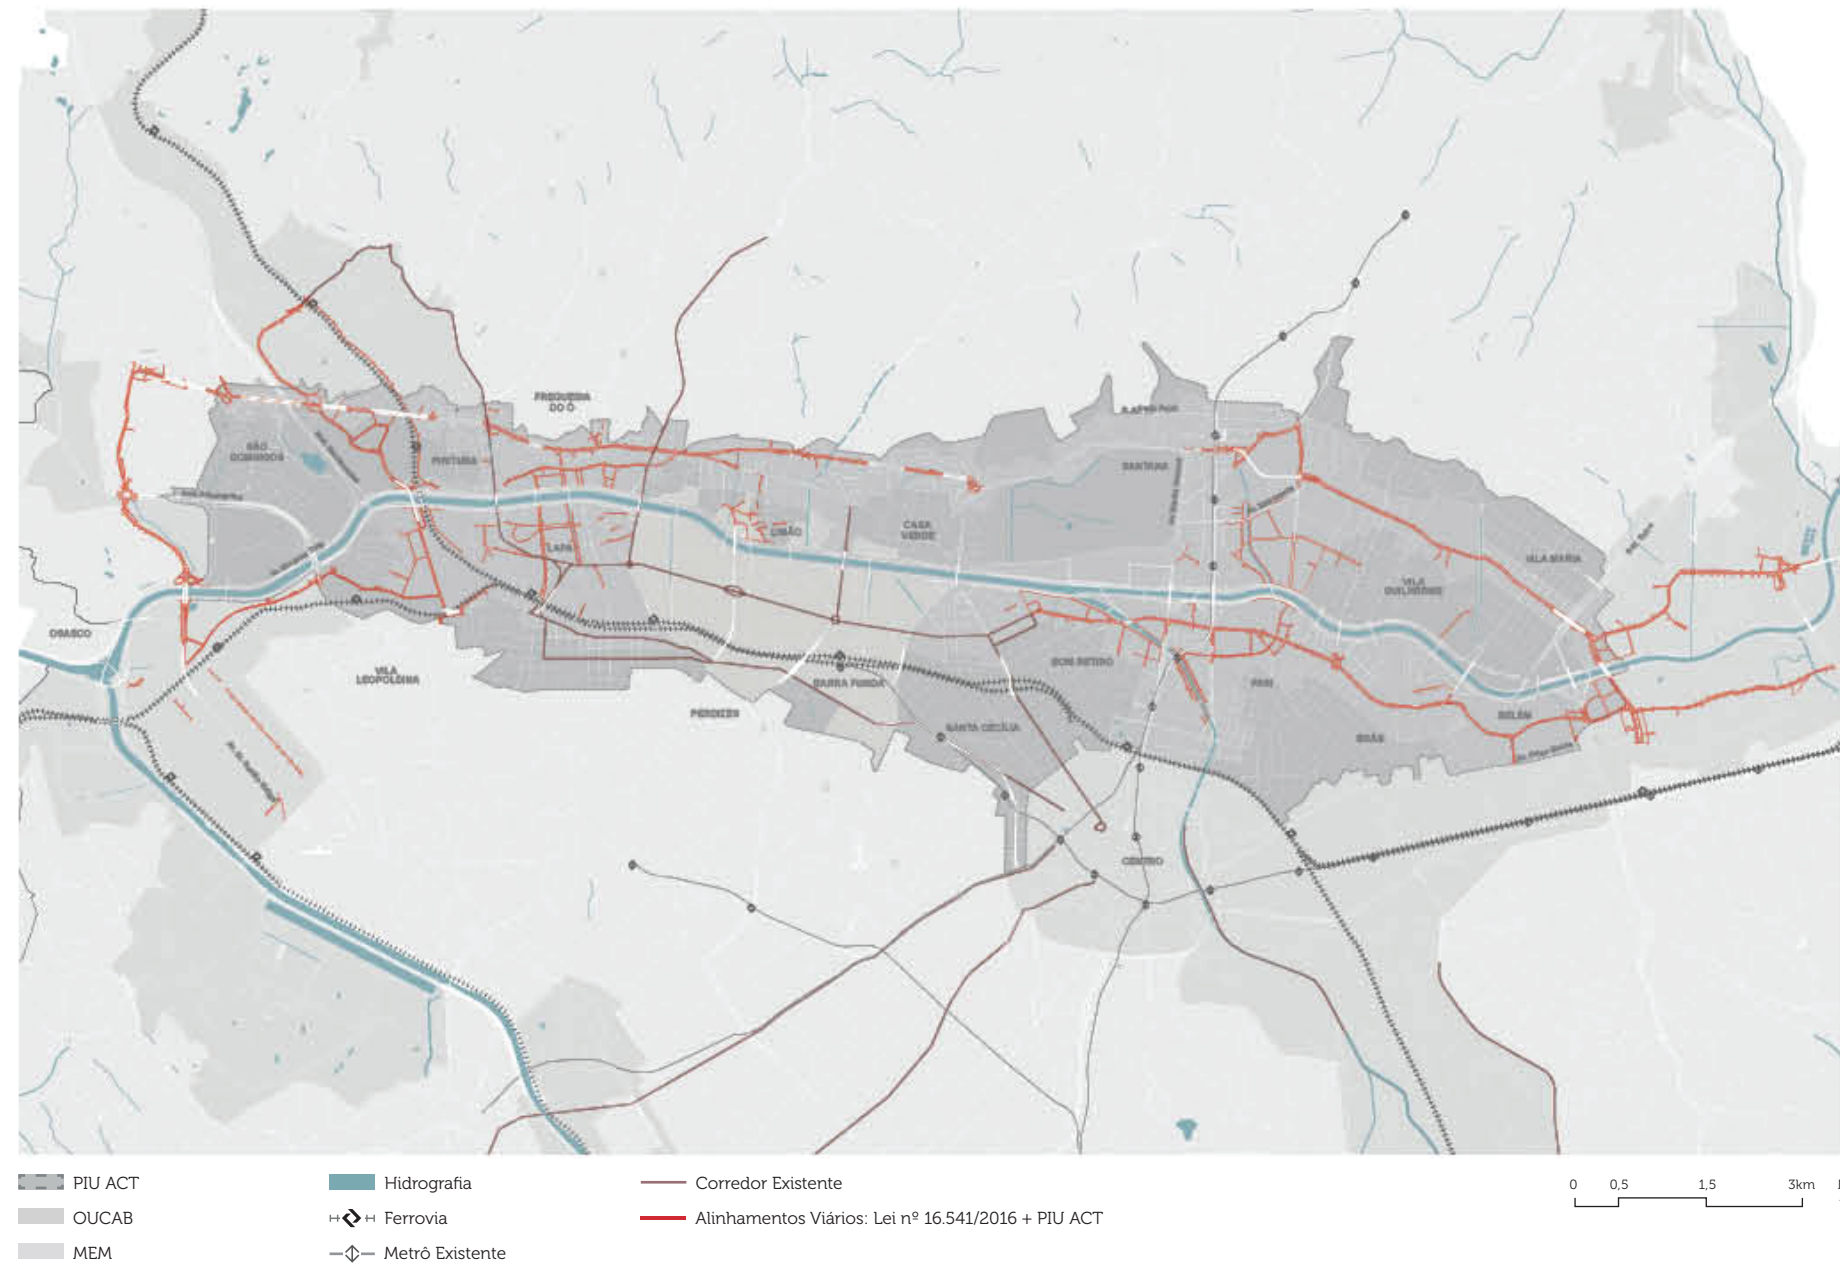 FREGUESIA
DO Ó
R. Alfredo Pujol
SÃO
DOMINGOS
PIRITUBA
SANTANA
LIMÃO
CASA
VERDE
LAPA
VILA MARIA
VILA
GUILHERME
OSASCO
VILA
LEOPOLDINA
BOM RETIRO
BARRA FUNDA
PARI
PERDIZES
SANTA CECÍLIA
BELÉM
BRÁS
CENTRO
PIU ACT
OUCAB
MEM
Hidrografia
Ferrovia
Metrô Existente
Corredor Existente
Alinhamentos Viários: Lei nº 16.541/2016 + PIU ACT
0 0,5 1,5 3km